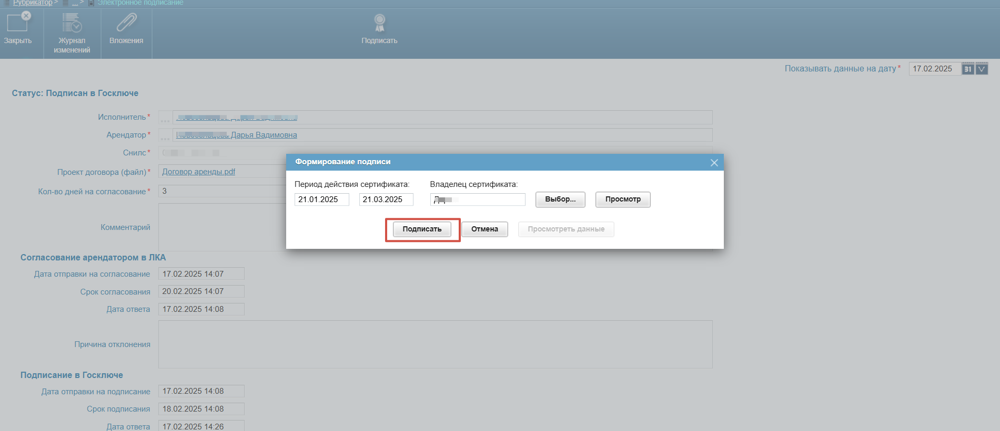 Рубрикатор > ... > Электронное подписание
Закрыть
Журнал изменений
Вложения
Подписать
Показывать данные на дату * 17.02.2025 31
Статус: Подписан в Госключе
Исполнитель * ...
Арендатор * ... Дарья Вадимовна
Снилс *
Проект договора (файл) * Договор аренды.pdf
Кол-во дней на согласование * 3
Комментарий
Формирование подписи
Период действия сертификата: Владелец сертификата:
21.01.2025 21.03.2025 Выбор... Просмотр
Подписать Отмена Просмотреть данные
Согласование арендатором в ЛКА
Дата отправки на согласование 17.02.2025 14:07
Срок согласования 20.02.2025 14:07
Дата ответа 17.02.2025 14:08
Причина отклонения
Подписание в Госключе
Дата отправки на подписание 17.02.2025 14:08
Срок подписания 18.02.2025 14:08
Дата ответа 17.02.2025 14:26